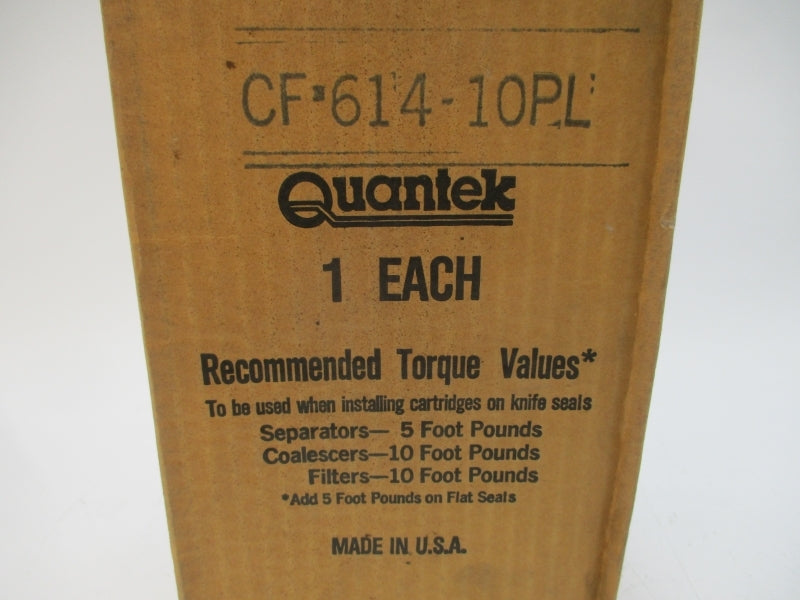 CF-614-10PL
Quantek
1 EACH
Recommended Torque Values*
To be used when installing cartridges on knife seals
Separators— 5 Foot Pounds
Coalescers—10 Foot Pounds
Filters—10 Foot Pounds
*Add 5 Foot Pounds on Flat Seals
MADE IN U.S.A.